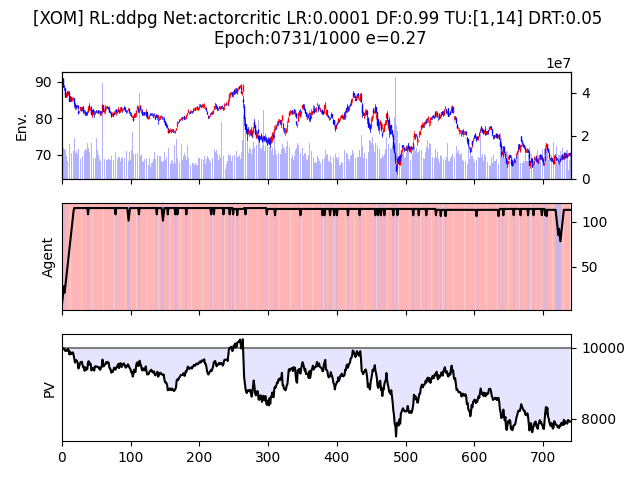 [XOM] RL:ddpg Net:actorcritic LR:0.0001 DF:0.99 TU:[1,14] DRT:0.05
Epoch:0731/1000 e=0.27
1e7
90
80
70
Env.
4
2
0
Agent
100
50
PV
10000
8000
0 100 200 300 400 500 600 700